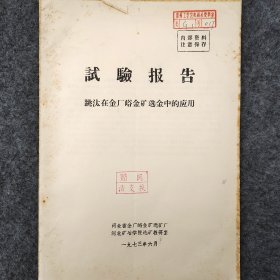 内部资料
注意保存
試驗报告
跳汰在金厂峪金矿选金中的应用
河北省金厂峪金矿选矿厂
河北矿冶学院选矿教研室
一九七三年六月